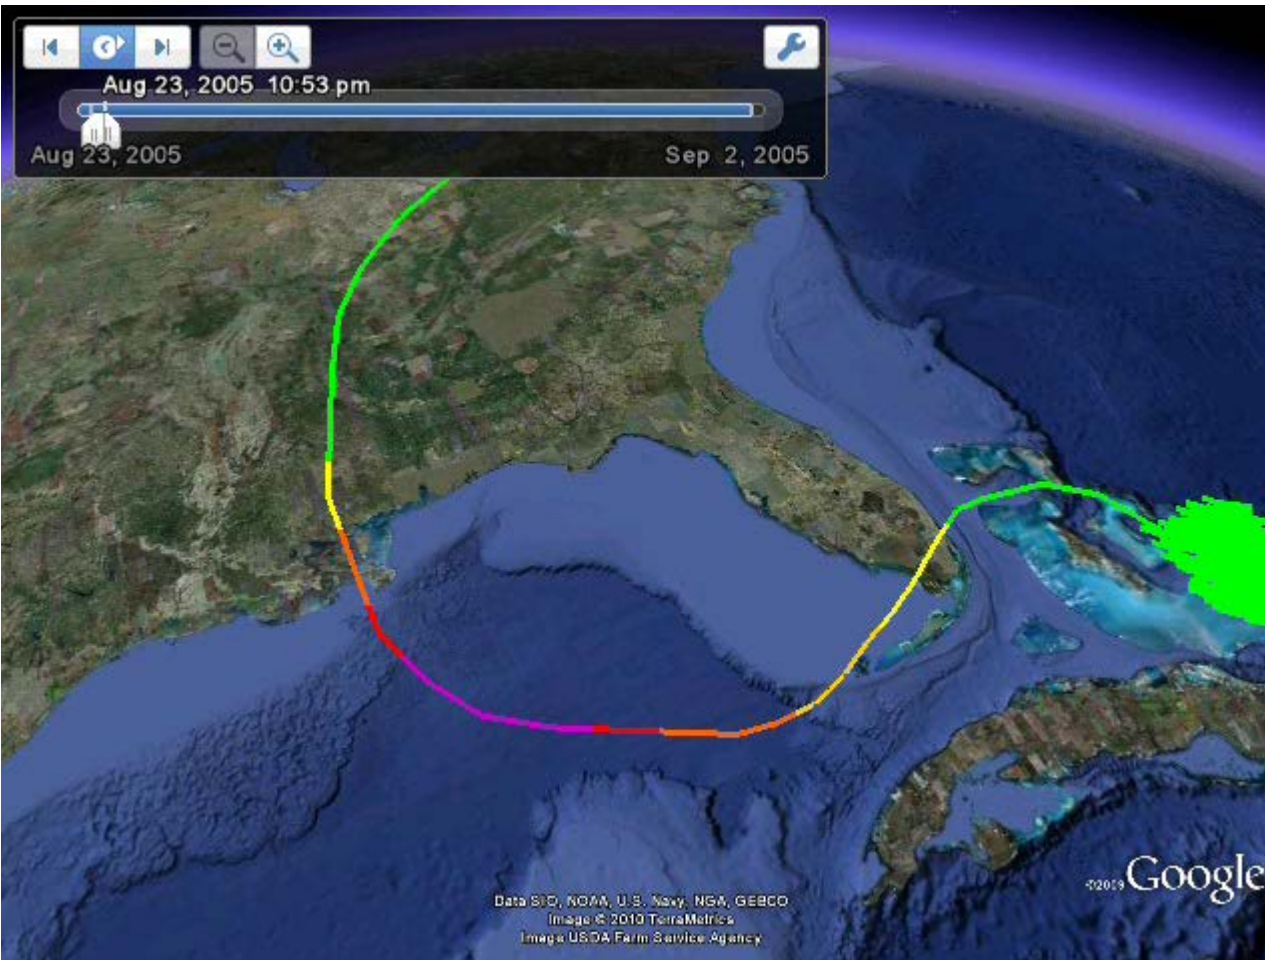 Aug 23, 2005 10:53 pm
Aug 23, 2005
Sep 2, 2005
©2009 Google
Data SIO, NOAA, U.S. Navy, NGA, GEBCO
Image © 2010 TerraMetrics
Image USDA Farm Service Agency